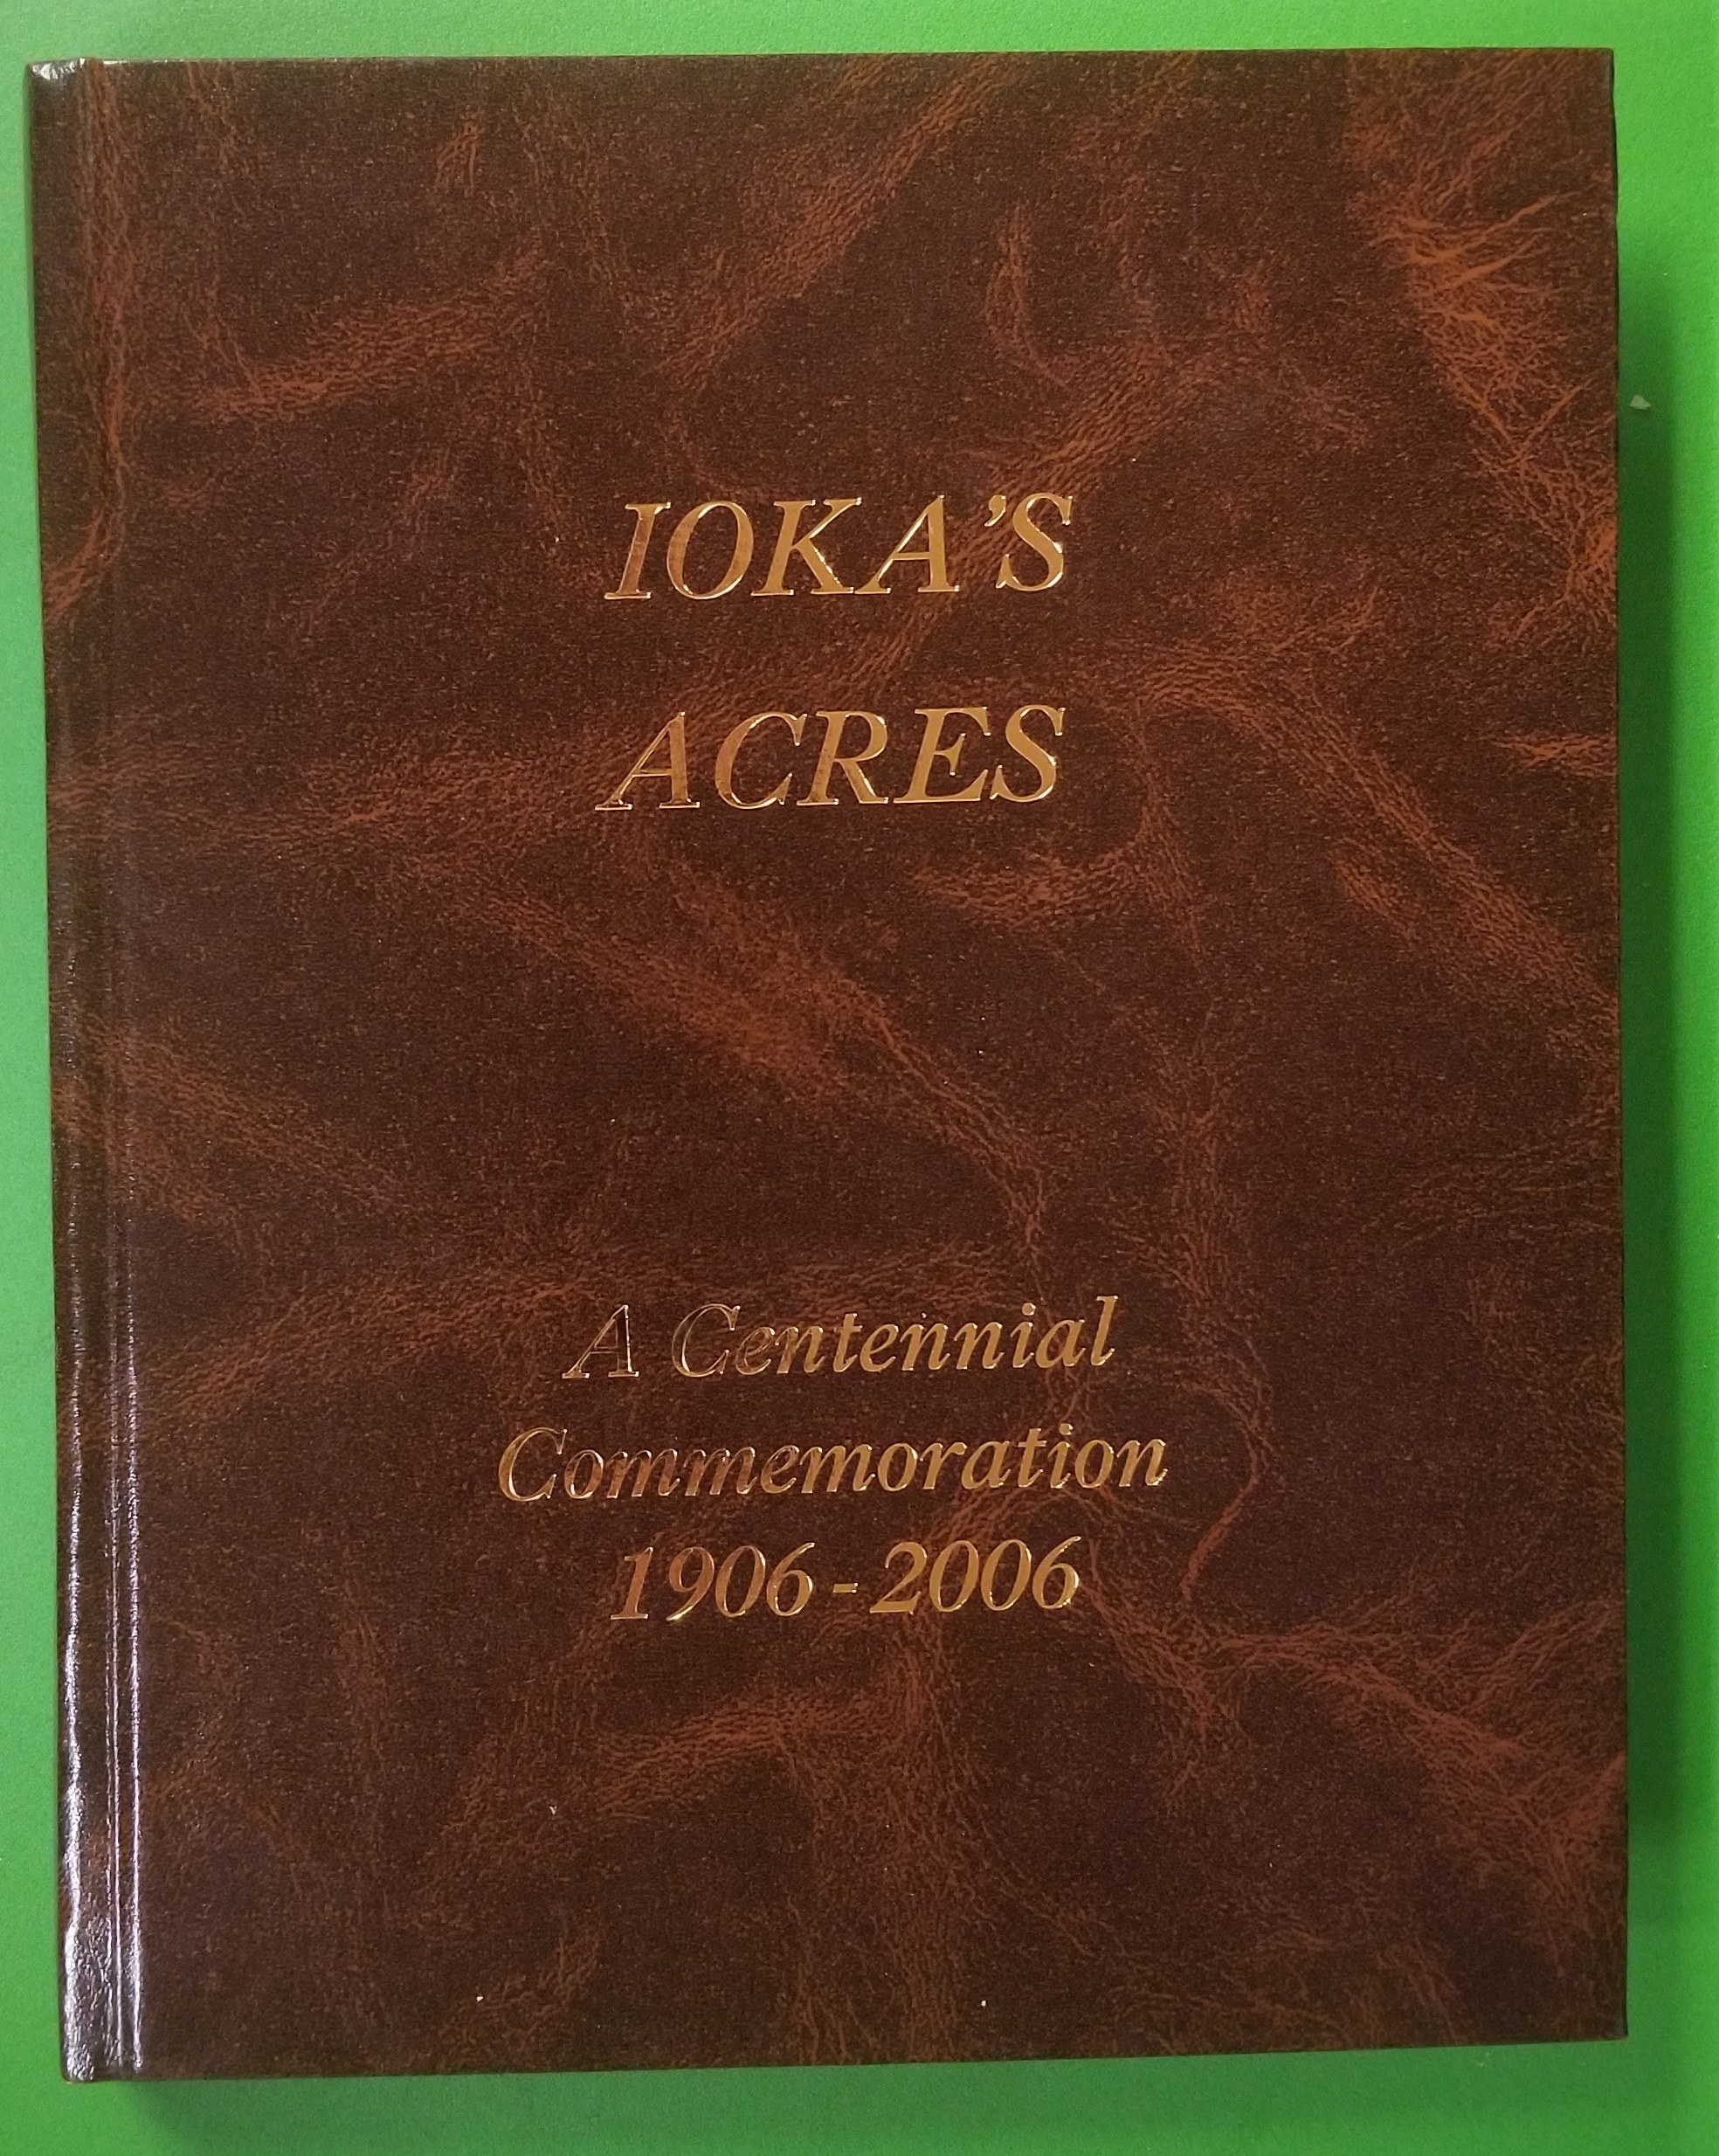 IOKA'S
ACRES
A Centennial
Commemoration
1906-2006